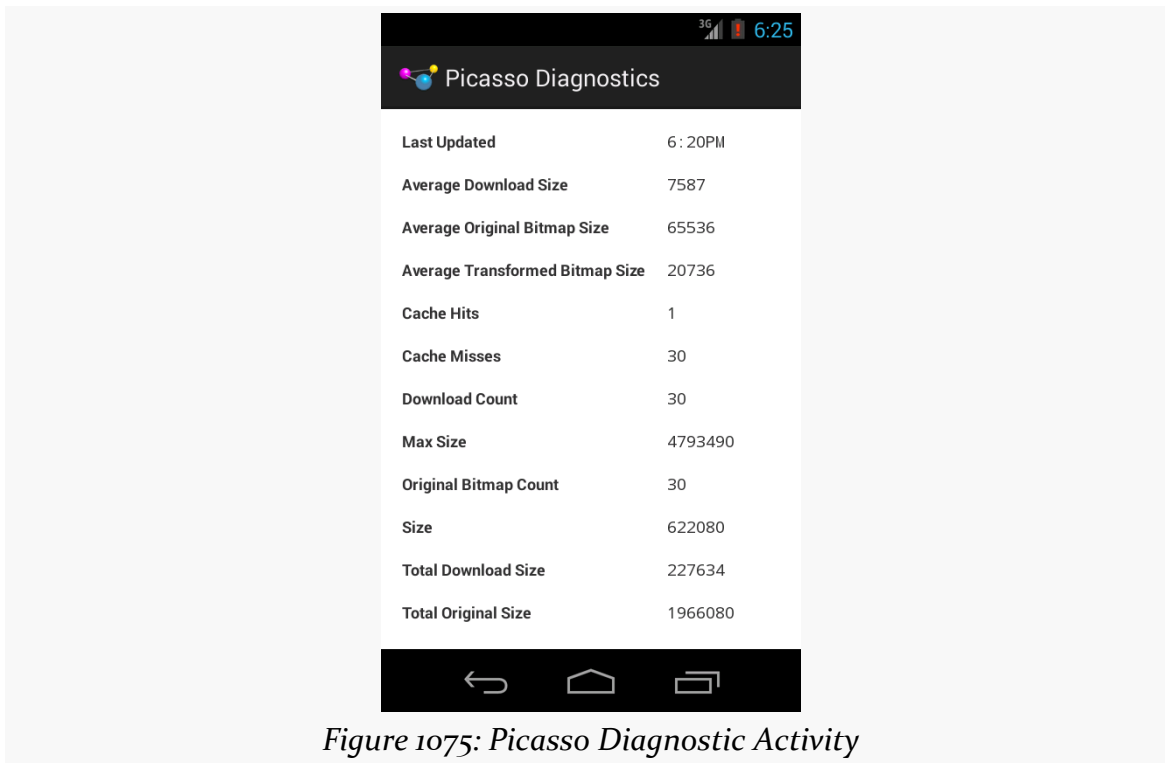 3G 6:25
Picasso Diagnostics
Last Updated 6:20PM
Average Download Size 7587
Average Original Bitmap Size 65536
Average Transformed Bitmap Size 20736
Cache Hits 1
Cache Misses 30
Download Count 30
Max Size 4793490
Original Bitmap Count 30
Size 622080
Total Download Size 227634
Total Original Size 1966080
Figure 1075: Picasso Diagnostic Activity